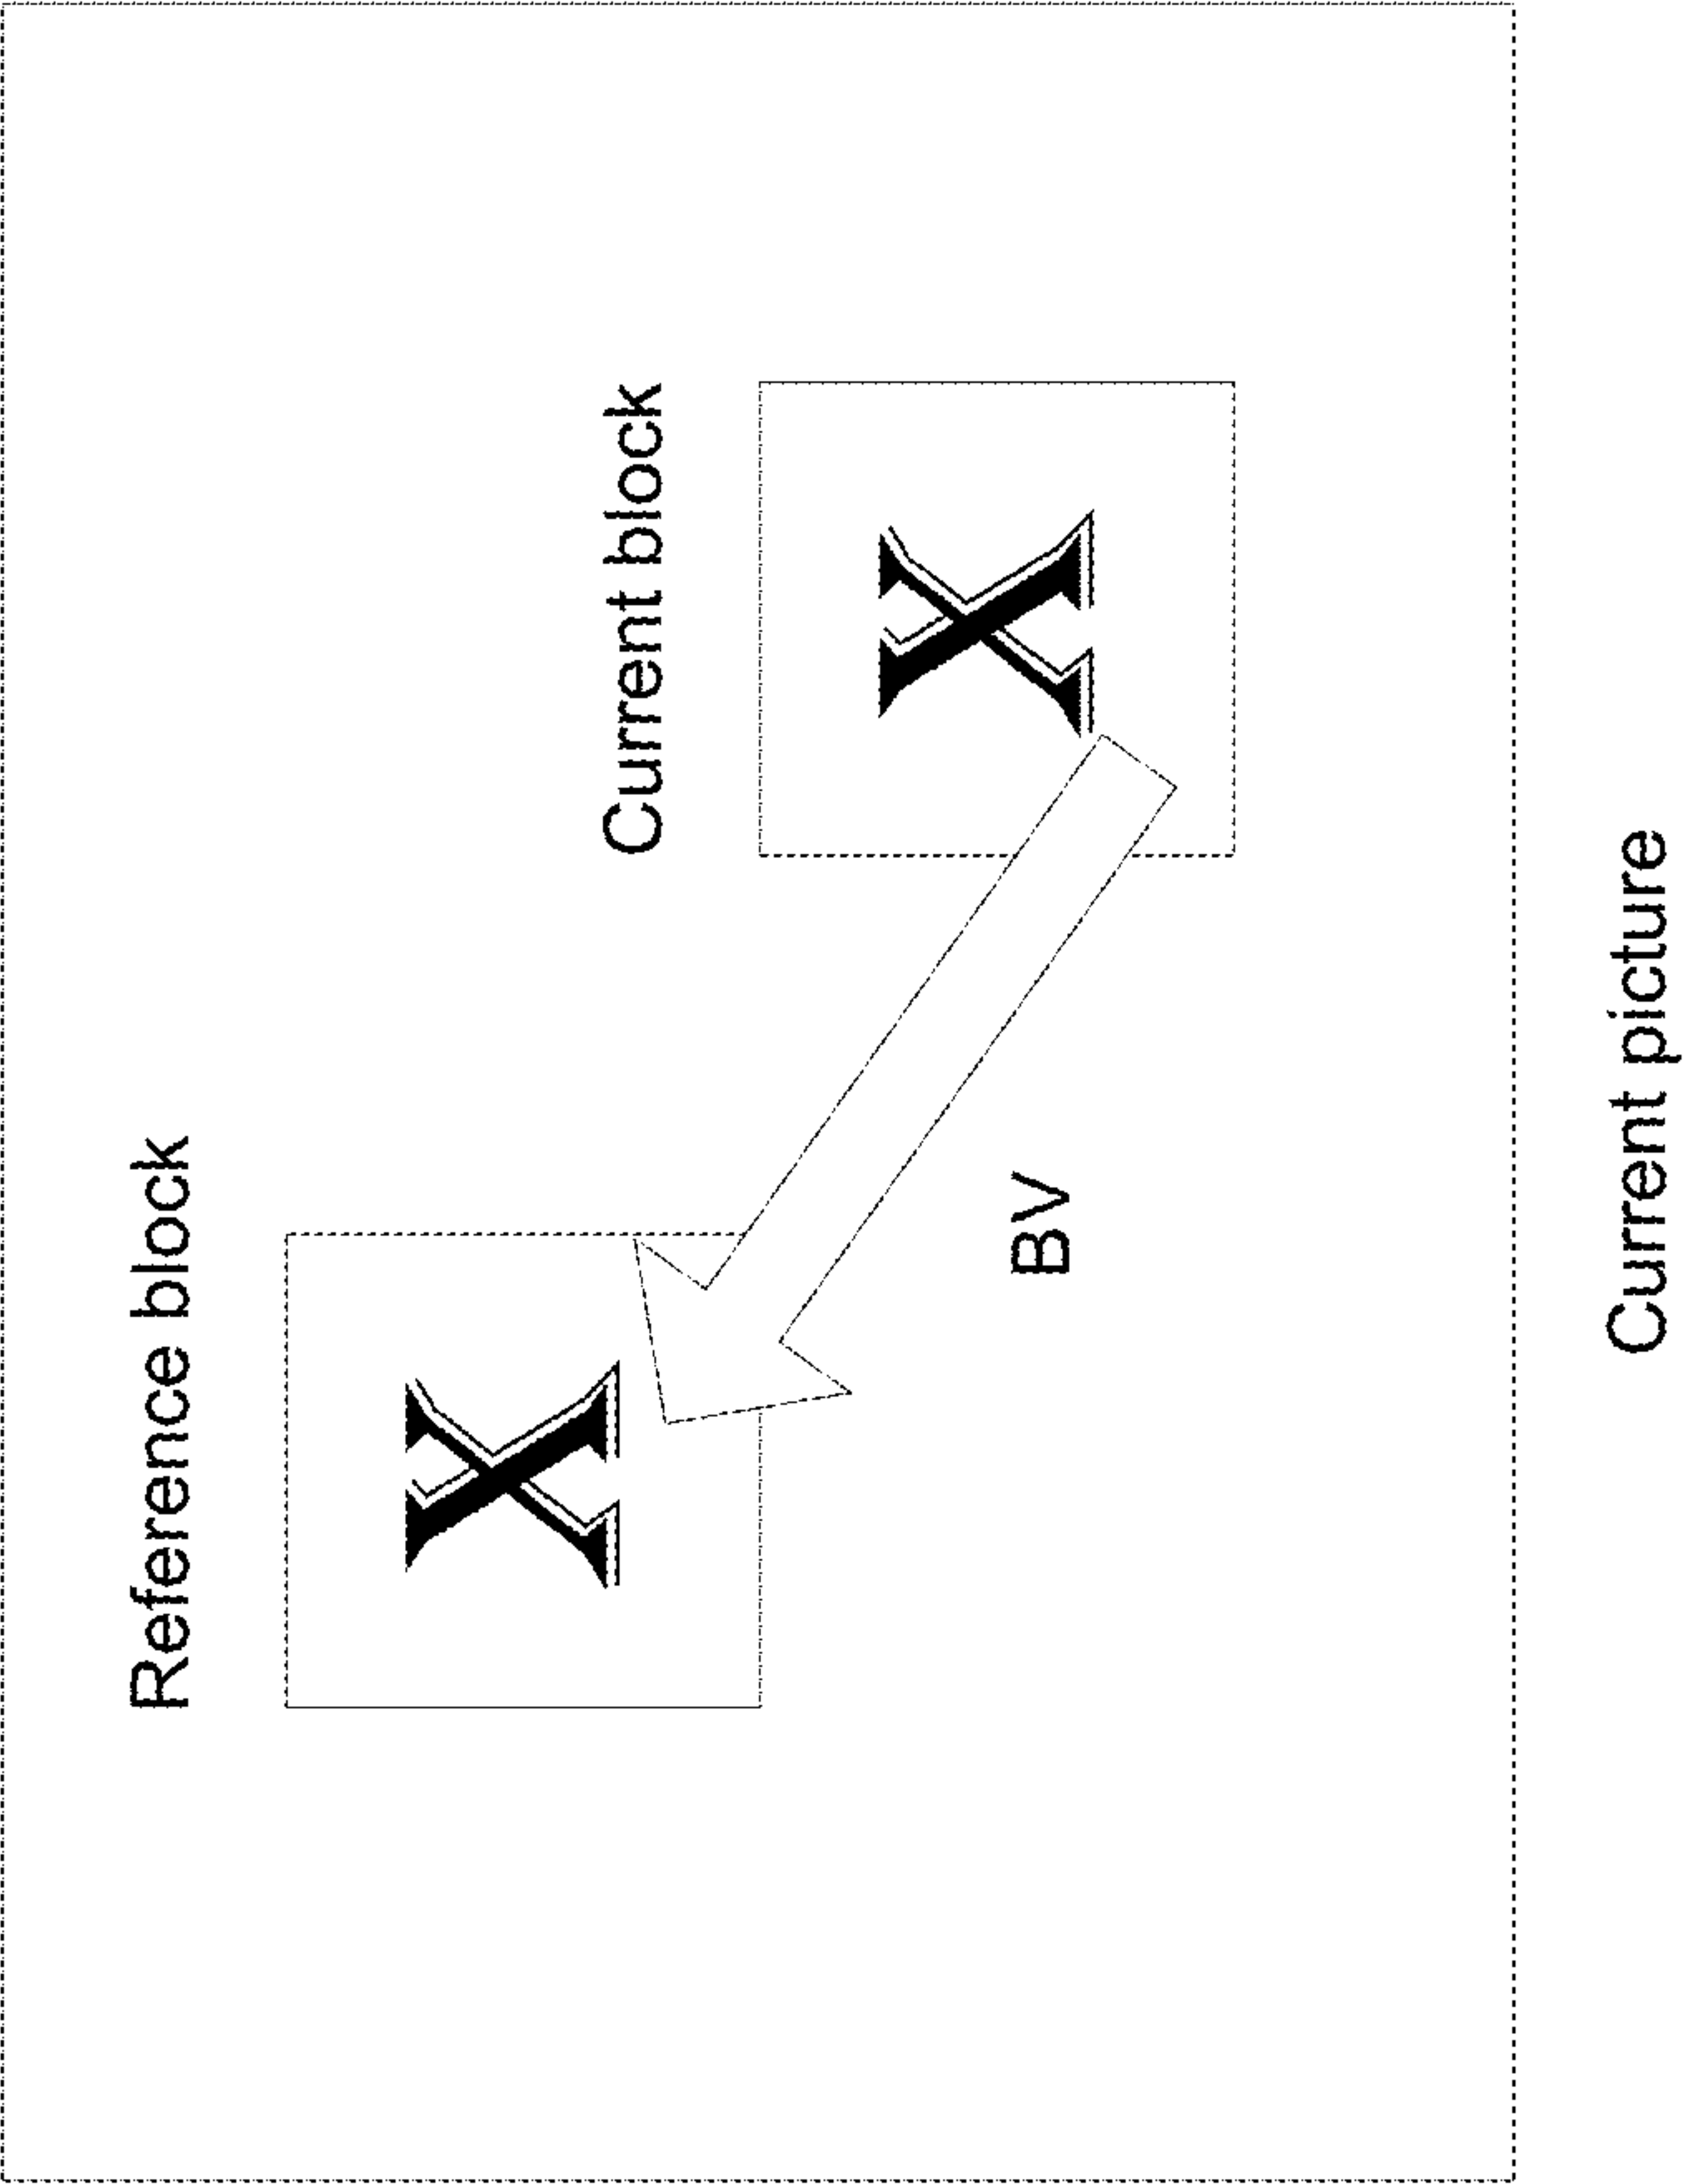 Reference block
Current block
X
X
BV
Current picture